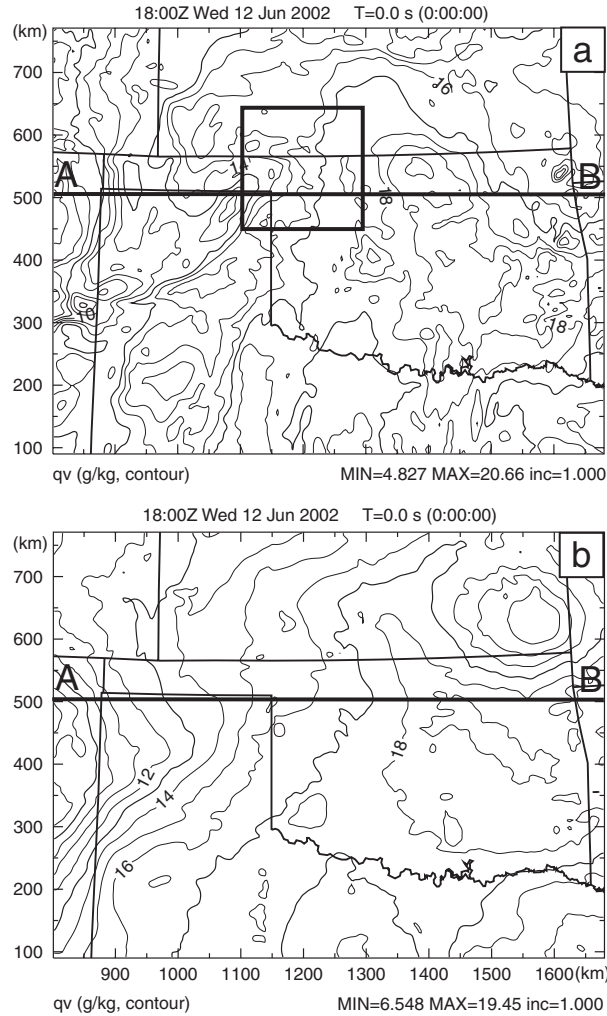 18:00Z Wed 12 Jun 2002 T=0.0 s (0:00:00)
(km)
a
700
16
600
14
A
B
500
18
400
10
300
18
200
100
qv (g/kg, contour) MIN=4.827 MAX=20.66 inc=1.000
18:00Z Wed 12 Jun 2002 T=0.0 s (0:00:00)
(km)
b
700
600
A
B
500
18
400
12
14
300
16
200
100
900 1000 1100 1200 1300 1400 1500 1600 (km)
qv (g/kg, contour) MIN=6.548 MAX=19.45 inc=1.000